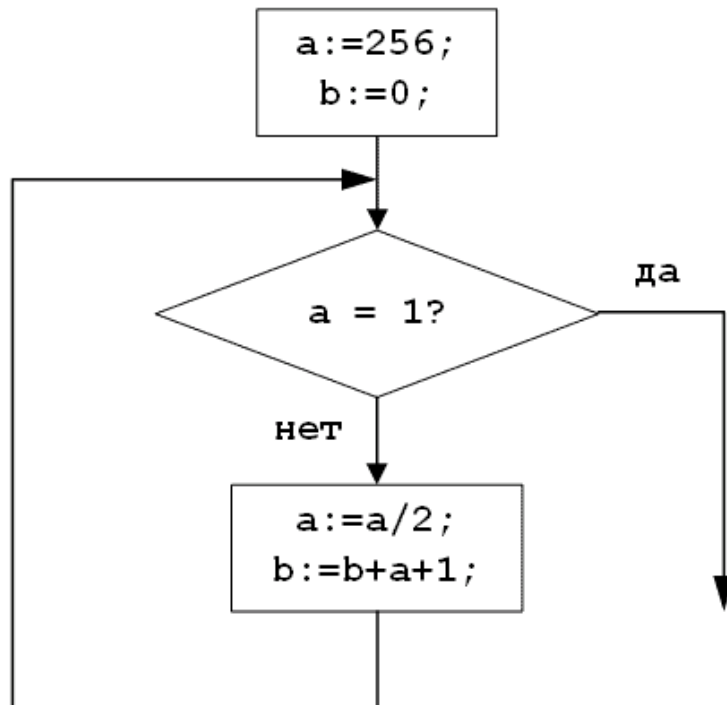 a:=256;
b:=0;
да
a = 1?
нет
a:=a/2;
b:=b+a+1;